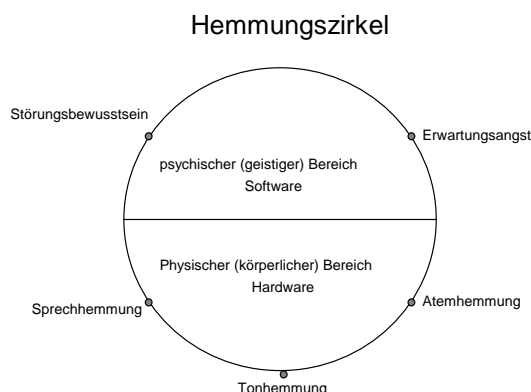 Hemmungszirkel
Störungsbewusstsein
Erwartungsangst
psychischer (geistiger) Bereich
Software
Physischer (körperlicher) Bereich
Hardware
Sprechhemmung
Atemhemmung
Tonhemmung